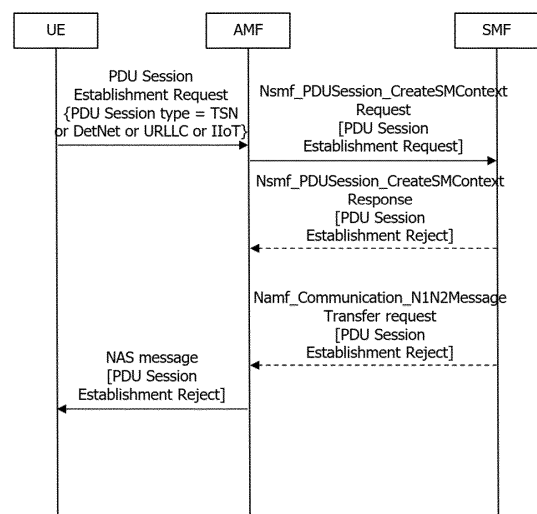 UE
AMF
SMF
PDU Session
Establishment Request
{PDU Session type = TSN
or DetNet or URLLC or IIoT}
Nsmf_PDUSession_CreateSMContext
Request
[PDU Session
Establishment Request]
Nsmf_PDUSession_CreateSMContext
Response
[PDU Session
Establishment Reject]
Namf_Communication_N1N2Message
Transfer request
[PDU Session
Establishment Reject]
NAS message
[PDU Session
Establishment Reject]